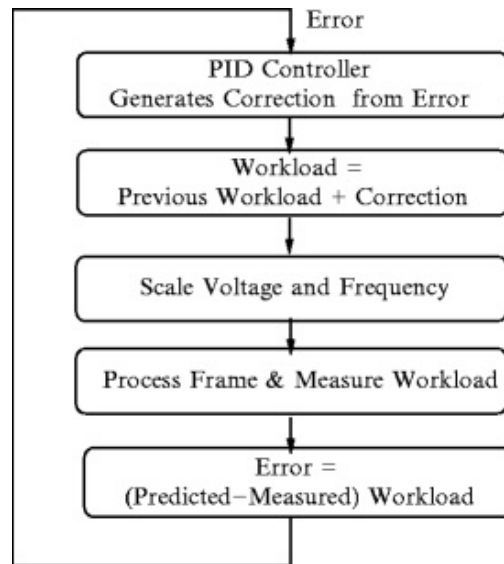 Error
PID Controller
Generates Correction from Error
Workload =
Previous Workload + Correction
Scale Voltage and Frequency
Process Frame & Measure Workload
Error =
(Predicted−Measured) Workload